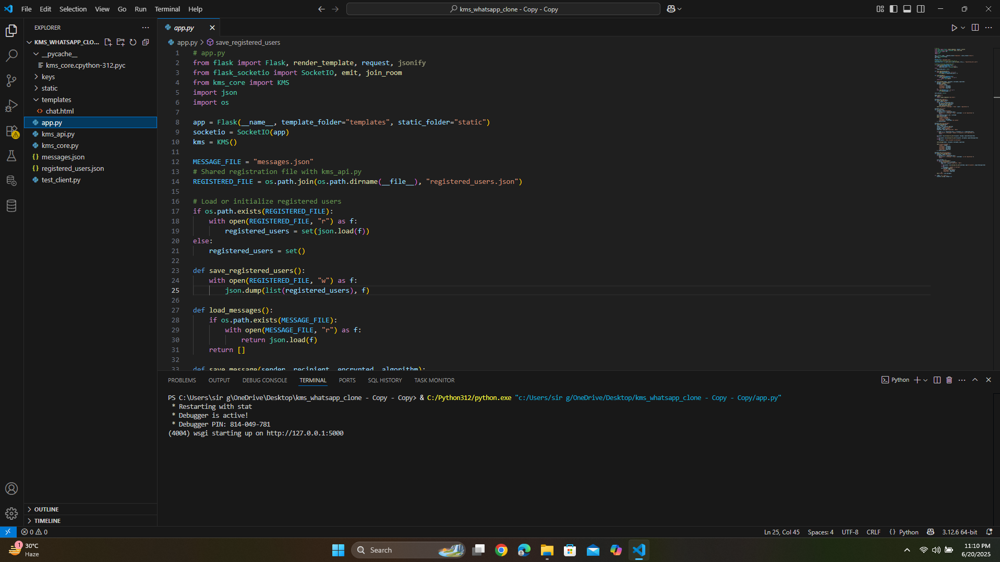 File Edit Selection View Go Run Terminal Help
kms_whatsapp_clone - Copy - Copy
EXPLORER
KMS_WHATSAPP_CLO...
__pycache__
kms_core.cpython-312.pyc
keys
static
templates
chat.html
app.py
kms_api.py
kms_core.py
messages.json
registered_users.json
test_client.py
OUTLINE
TIMELINE
app.py
app.py > save_registered_users
1 # app.py
2 from flask import Flask, render_template, request, jsonify
3 from flask_socketio import SocketIO, emit, join_room
4 from kms_core import KMS
5 import json
6 import os
7
8 app = Flask(__name__, template_folder="templates", static_folder="static")
9 socketio = SocketIO(app)
10 kms = KMS()
11
12 MESSAGE_FILE = "messages.json"
13 # Shared registration file with kms_api.py
14 REGISTERED_FILE = os.path.join(os.path.dirname(__file__), "registered_users.json")
15
16 # Load or initialize registered users
17 if os.path.exists(REGISTERED_FILE):
18 with open(REGISTERED_FILE, "r") as f:
19 registered_users = set(json.load(f))
20 else:
21 registered_users = set()
22
23 def save_registered_users():
24 with open(REGISTERED_FILE, "w") as f:
25 json.dump(list(registered_users), f)
26
27 def load_messages():
28 if os.path.exists(MESSAGE_FILE):
29 with open(MESSAGE_FILE, "r") as f:
30 return json.load(f)
31 return []
32
33 def save_message(sender, recipient, encrypted, algorithm):
PROBLEMS OUTPUT DEBUG CONSOLE TERMINAL PORTS SQL HISTORY TASK MONITOR
Python
PS C:\Users\sir g\OneDrive\Desktop\kms_whatsapp_clone - Copy - Copy> & C:/Python312/python.exe "c:/Users/sir g/OneDrive/Desktop/kms_whatsapp_clone - Copy - Copy/app.py"
* Restarting with stat
* Debugger is active!
* Debugger PIN: 814-049-781
(4004) wsgi starting up on http://127.0.0.1:5000
0 0
Ln 25, Col 45 Spaces: 4 UTF-8 CRLF {} Python 3.12.6 64-bit
1
30°C
Haze
Search
11:10 PM
6/20/2025